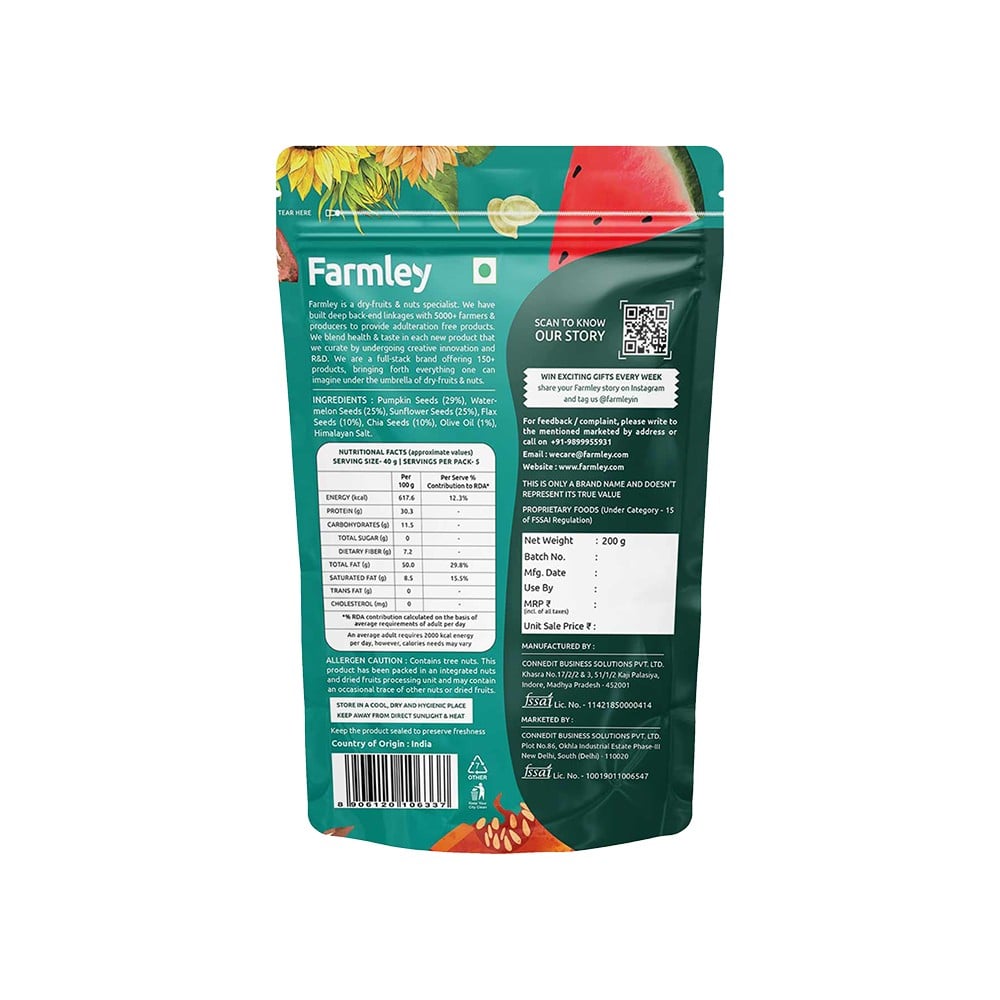 TEAR HERE
Farmley
Farmley is a dry-fruits & nuts specialist. We have
built deep back-end linkages with 5000+ farmers &
producers to provide adulteration free products.
We blend health & taste in each new product that
we curate by undergoing creative innovation and
R&D. We are a full-stack brand offering 150+
products, bringing forth everything one can
imagine under the umbrella of dry-fruits & nuts.
INGREDIENTS : Pumpkin Seeds (29%), Water-
melon Seeds (25%), Sunflower Seeds (25%), Flax
Seeds (10%), Chia Seeds (10%), Olive Oil (1%),
Himalayan Salt.
NUTRITIONAL FACTS (approximate values)
SERVING SIZE- 40 g | SERVINGS PER PACK- 5
Per 100 g Per Serve % Contribution to RDA*
ENERGY (kcal) 617.6 12.3%
PROTEIN (g) 30.3 -
CARBOHYDRATES (g) 11.5 -
TOTAL SUGAR (g) 0 -
DIETARY FIBER (g) 7.2 -
TOTAL FAT (g) 50.0 29.8%
SATURATED FAT (g) 8.5 15.5%
TRANS FAT (g) 0 -
CHOLESTEROL (mg) 0 -
*% RDA contribution calculated on the basis of
average requirements of adult per day
An average adult requires 2000 kcal energy
per day, however, calories needs may vary
ALLERGEN CAUTION : Contains tree nuts. This
product has been packed in an integrated nuts
and dried fruits processing unit and may contain
an occasional trace of other nuts or dried fruits.
STORE IN A COOL, DRY AND HYGIENIC PLACE
KEEP AWAY FROM DIRECT SUNLIGHT & HEAT
Keep the product sealed to preserve freshness
Country of Origin : India
8 906120 106337
7
OTHER
Keep Your
City Clean
SCAN TO KNOW
OUR STORY
WIN EXCITING GIFTS EVERY WEEK
share your Farmley story on Instagram
and tag us @farmleyin
For feedback / complaint, please write to
the mentioned marketed by address or
call on +91-9899955931
Email : wecare@farmley.com
Website : www.farmley.com
THIS IS ONLY A BRAND NAME AND DOESN'T
REPRESENT ITS TRUE VALUE
PROPRIETARY FOODS (Under Category - 15
of FSSAI Regulation)
Net Weight : 200 g
Batch No. :
Mfg. Date :
Use By :
MRP ₹ :
(incl. of all taxes)
Unit Sale Price ₹ :
MANUFACTURED BY :
CONNEDIT BUSINESS SOLUTIONS PVT. LTD.
Khasra No.17/2/2 & 3, 51/1/2 Kaji Palasiya,
Indore, Madhya Pradesh - 452001
fssai Lic. No. - 11421850000414
MARKETED BY :
CONNEDIT BUSINESS SOLUTIONS PVT. LTD.
Plot No.86, Okhla Industrial Estate Phase-III
New Delhi, South (Delhi) - 110020
fssai Lic. No. - 10019011006547